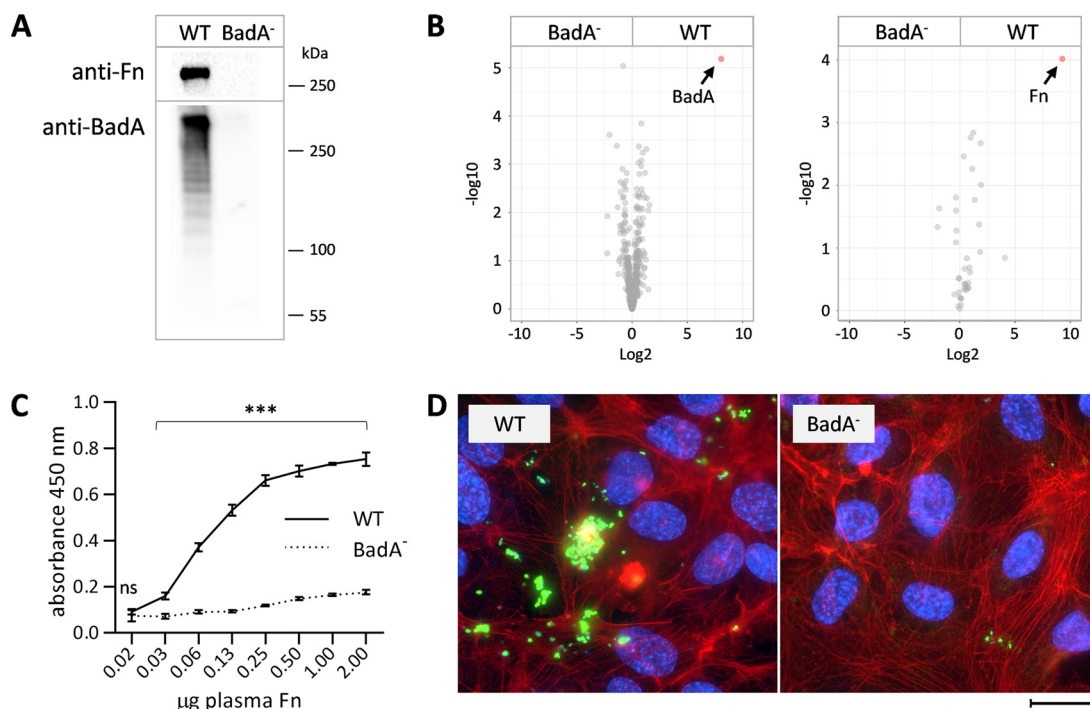 A
WT BadA-
kDa
anti-Fn
250
anti-BadA
250
100
55
B
BadA- WT
5
4
3
2
1
0
-log10
BadA
-10 -5 0 5 10
Log2
BadA- WT
4
3
2
1
0
-log10
Fn
-10 -5 0 5 10
Log2
C
1.0
0.8
0.6
0.4
0.2
0.0
absorbance 450 nm
***
ns
WT
BadA-
0.02 0.03 0.06 0.13 0.25 0.50 1.00 2.00
μg plasma Fn
D
WT
BadA-